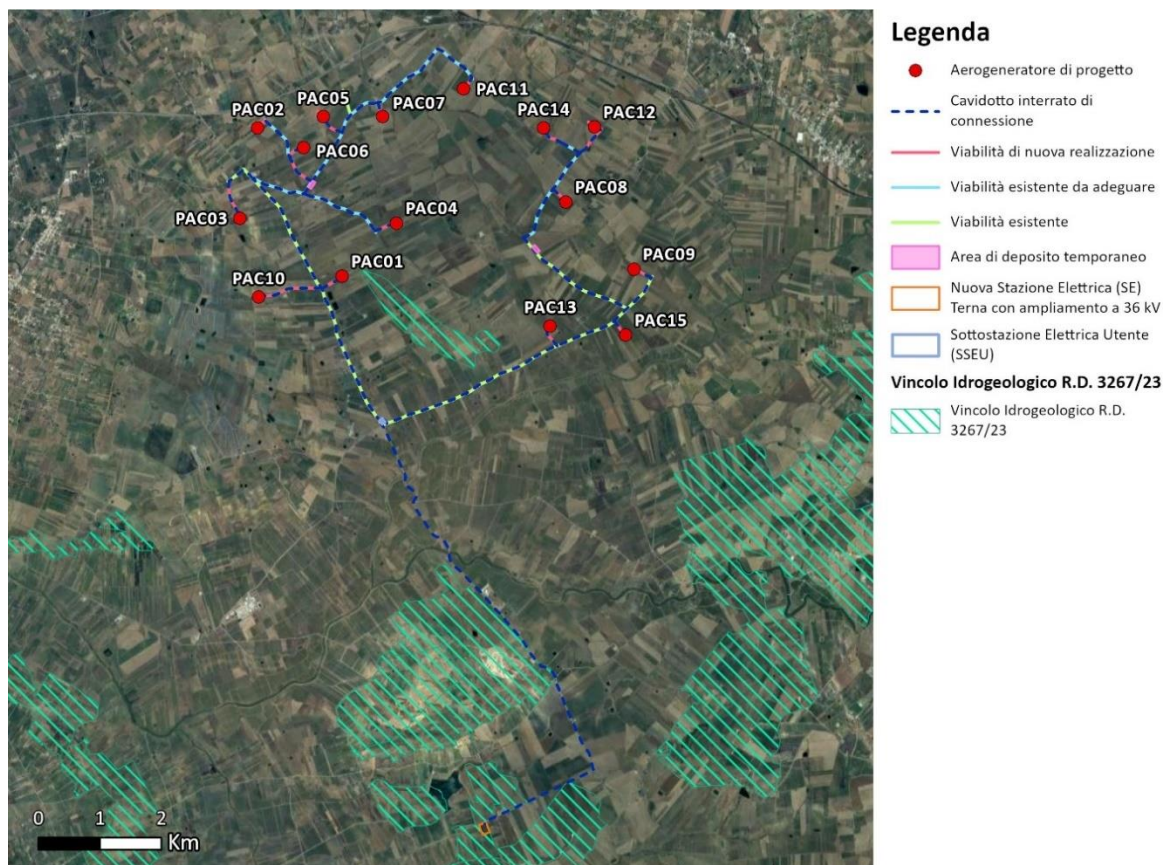 PAC05
PAC02
PAC07
PAC11
PAC14
PAC12
PAC06
PAC03
PAC04
PAC08
PAC10
PAC01
PAC09
PAC13
PAC15
0 1 2
Km
Legenda
Aerogeneratore di progetto
Cavidotto interrato di
connessione
Viabilità di nuova realizzazione
Viabilità esistente da adeguare
Viabilità esistente
Area di deposito temporaneo
Nuova Stazione Elettrica (SE)
Terna con ampliamento a 36 kV
Sottostazione Elettrica Utente
(SSEU)
Vincolo Idrogeologico R.D. 3267/23
Vincolo Idrogeologico R.D.
3267/23